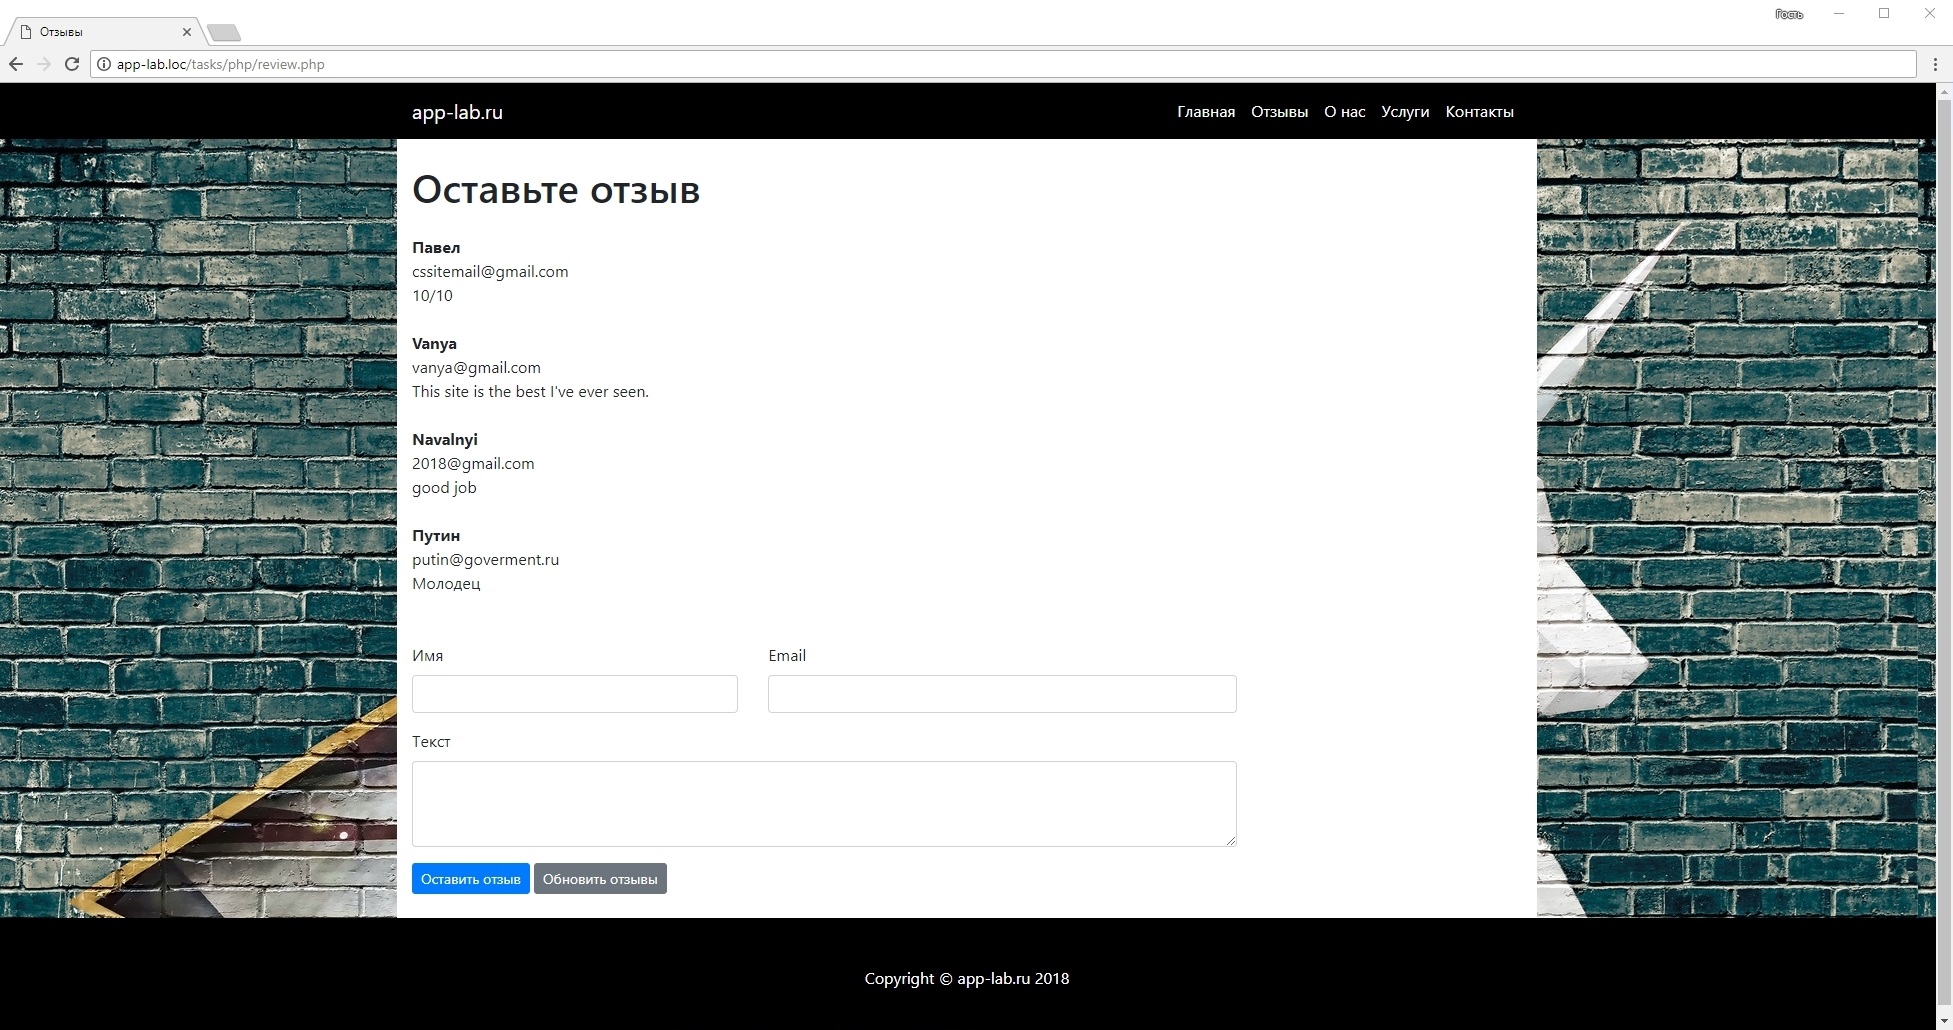 Отзывы
Гость
app-lab.loc/tasks/php/review.php
app-lab.ru
Главная Отзывы О нас Услуги Контакты
Оставьте отзыв
Павел
cssitemail@gmail.com
10/10
Vanya
vanya@gmail.com
This site is the best I've ever seen.
Navalnyi
2018@gmail.com
good job
Путин
putin@goverment.ru
Молодец
Имя Email
Текст
Оставить отзыв Обновить отзывы
Copyright © app-lab.ru 2018